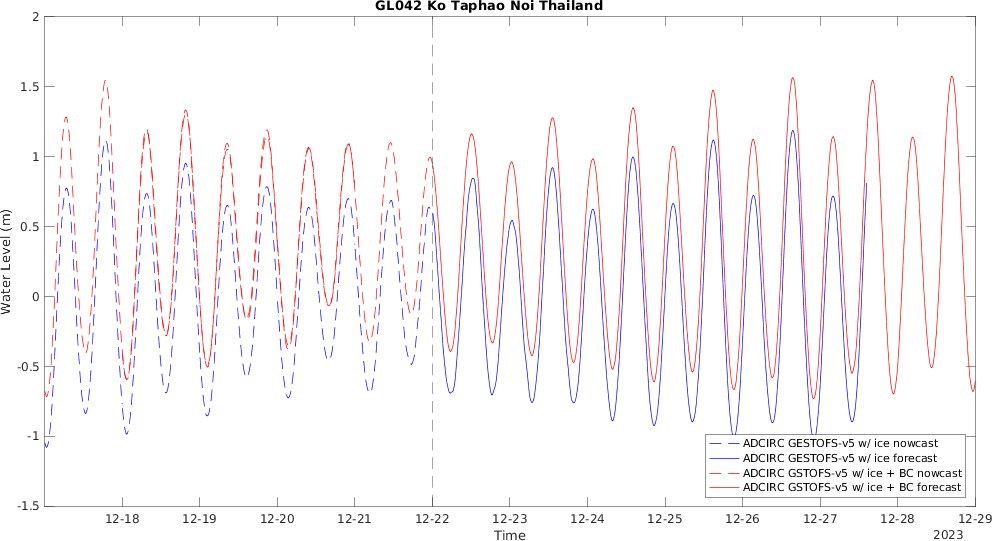 GL042 Ko Taphao Noi Thailand
2
1.5
1
0.5
0
-0.5
-1
-1.5
Water Level (m)
ADCIRC GESTOFS-v5 w/ ice nowcast
ADCIRC GESTOFS-v5 w/ ice forecast
ADCIRC GSTOFS-v5 w/ ice + BC nowcast
ADCIRC GSTOFS-v5 w/ ice + BC forecast
12-18 12-19 12-20 12-21 12-22 12-23 12-24 12-25 12-26 12-27 12-28 12-29
Time
2023